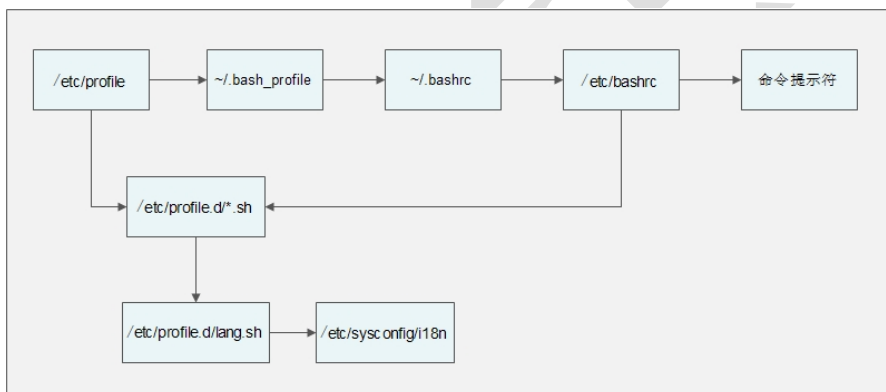 /etc/profile
~/.bash_profile
~/.bashrc
/etc/bashrc
命令提示符
/etc/profile.d/*.sh
/etc/profile.d/lang.sh
/etc/sysconfig/i18n